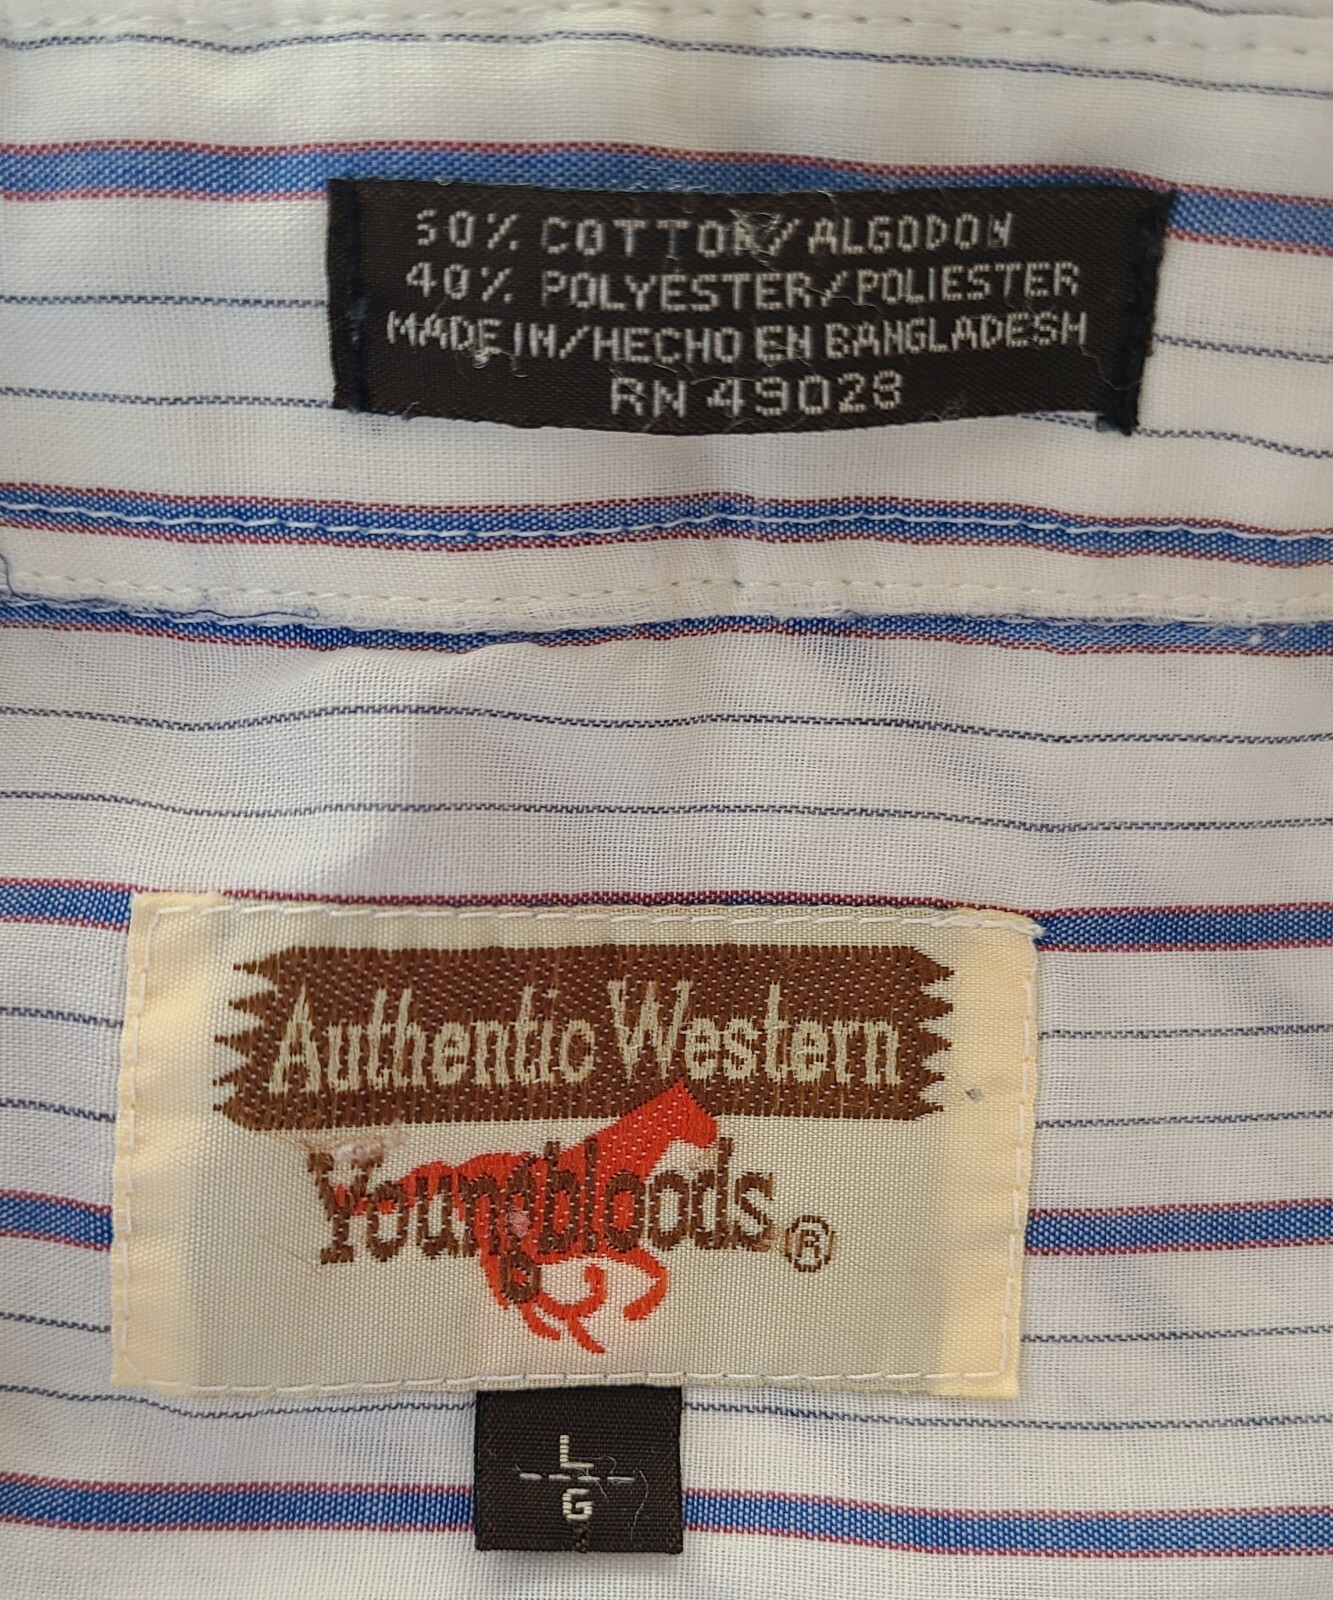 60% COTTON/ALGODON
40% POLYESTER/POLIESTER
MADE IN/HECHO EN BANGLADESH
RN 49028
Authentic Western
Youngbloods®
L
G